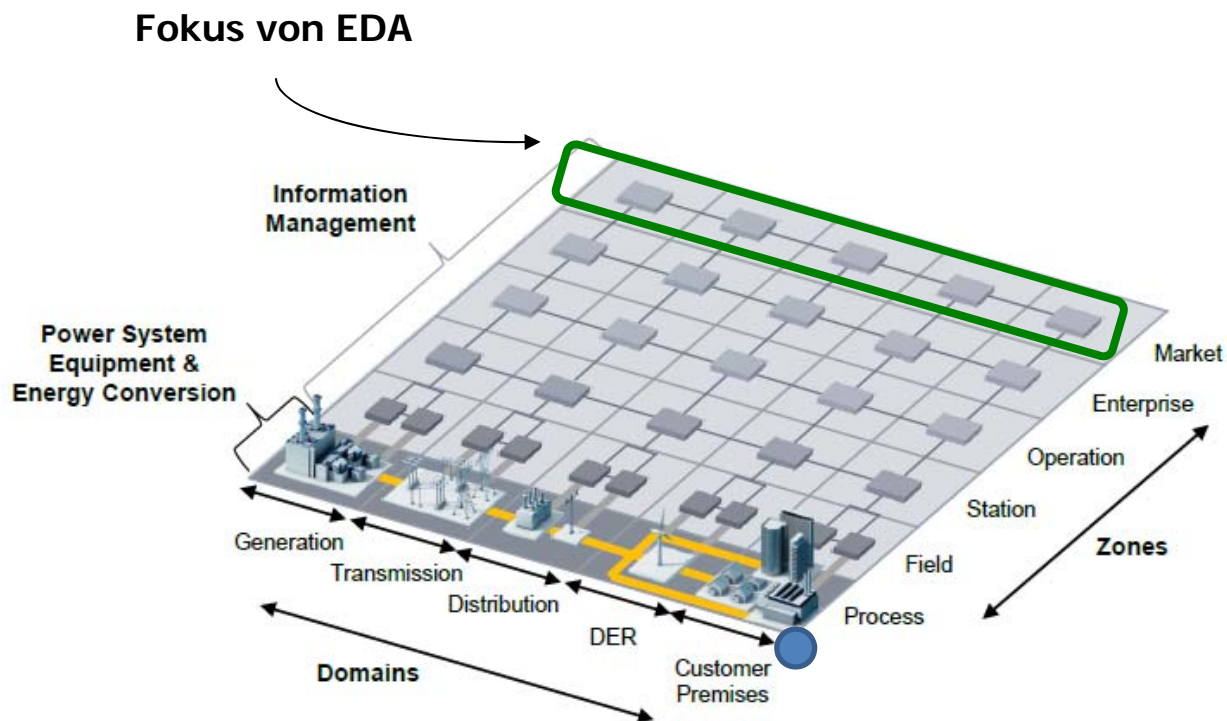 Fokus von EDA
Information
Management
Power System
Equipment &
Energy Conversion
Market
Enterprise
Operation
Station
Field
Process
Zones
Generation
Transmission
Distribution
DER
Customer
Premises
Domains